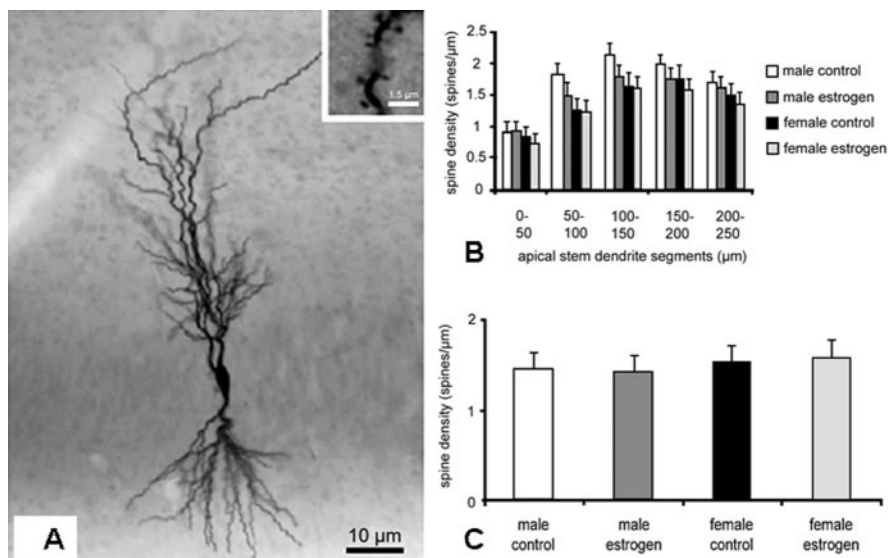 1.5 µm
10 µm
A
spine density (spines/µm)
2.5
2
1.5
1
0.5
0
0-
50
50-
100
100-
150
150-
200
200-
250
apical stem dendrite segments (µm)
male control
male estrogen
female control
female estrogen
B
spine density (spines/µm)
2
1
0
male
control
male
estrogen
female
control
female
estrogen
C